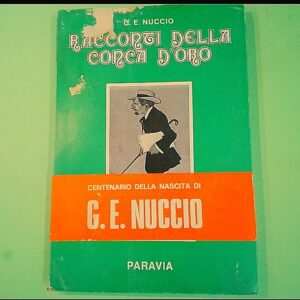 G. E. NUCCIO
RACCONTI DELLA
CONCA D'ORO
CENTENARIO DELLA NASCITA DI
G. E. NUCCIO
PARAVIA